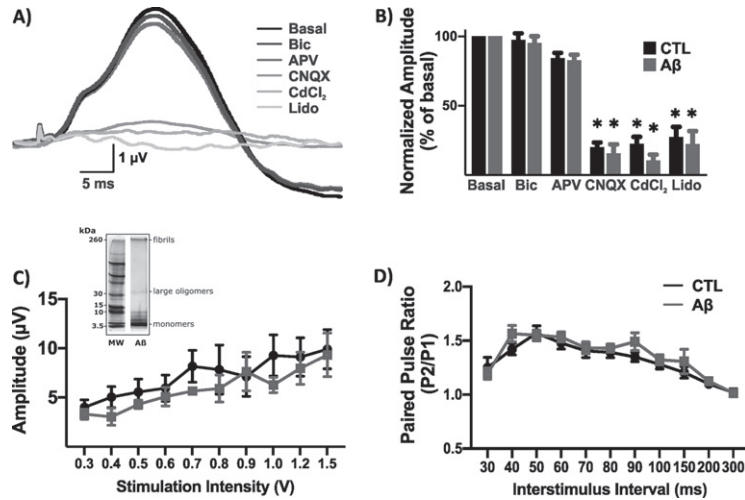 A)
Basal
Bic
APV
CNQX
CdCl₂
Lido
1 µV
5 ms
B)
Normalized Amplitude
(% of basal)
100
50
CTL
Aβ
* * * * * *
Basal Bic APV CNQX CdCl₂ Lido
C)
kDa
260
30
15
10
3.5
fibrils
large oligomers
monomers
MW Aβ
Amplitude (µV)
15
10
5
0.3 0.4 0.5 0.6 0.7 0.8 0.9 1.0 1.2 1.5
Stimulation Intensity (V)
D)
Paired Pulse Ratio
(P2/P1)
2.0
1.5
1.0
0.5
CTL
Aβ
30 40 50 60 70 80 90 100 150 200 300
Interstimulus Interval (ms)